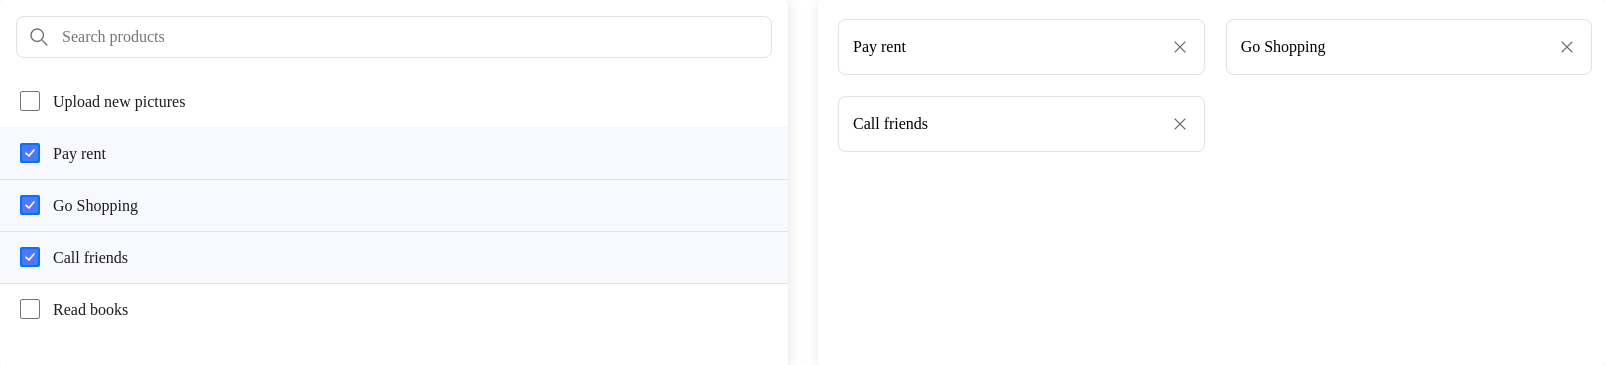 Search products
Upload new pictures
Pay rent
Go Shopping
Call friends
Read books
Pay rent
Go Shopping
Call friends